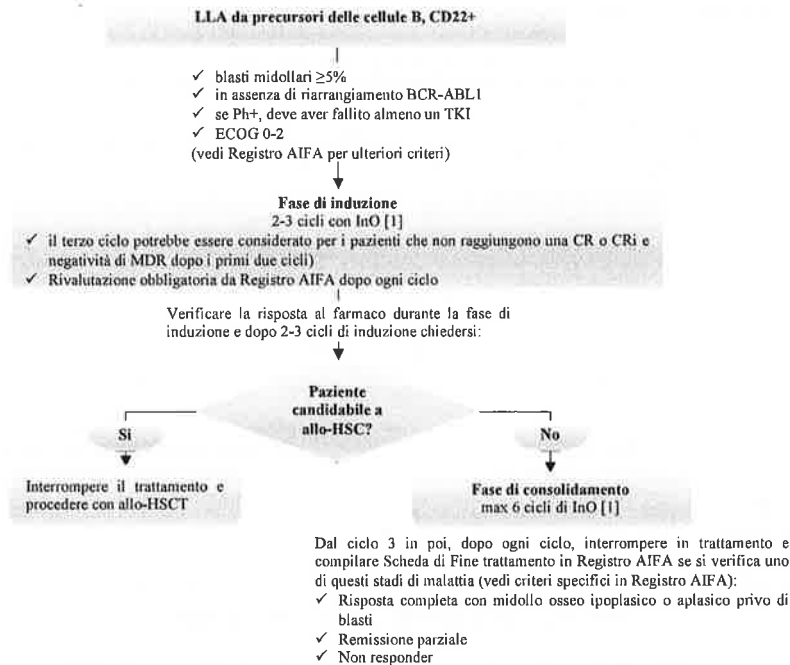 LLA da precursori delle cellule B, CD22+
✓ blasti midollari ≥5%
✓ in assenza di riarrangiamento BCR-ABL1
✓ se Ph+, deve aver fallito almeno un TKI
✓ ECOG 0-2
(vedi Registro AIFA per ulteriori criteri)
Fase di induzione
2-3 cicli con InO [1]
✓ il terzo ciclo potrebbe essere considerato per i pazienti che non raggiungono una CR o CRi e
negatività di MDR dopo i primi due cicli)
✓ Rivalutazione obbligatoria da Registro AIFA dopo ogni ciclo
Verificare la risposta al farmaco durante la fase di
induzione e dopo 2-3 cicli di induzione chiedersi:
Paziente
candidabile a
allo-HSC?
Si
No
Interrompere il trattamento e
procedere con allo-HSCT
Fase di consolidamento
max 6 cicli di InO [1]
Dal ciclo 3 in poi, dopo ogni ciclo, interrompere in trattamento e
compilare Scheda di Fine trattamento in Registro AIFA se si verifica uno
di questi stadi di malattia (vedi criteri specifici in Registro AIFA):
✓ Risposta completa con midollo osseo ipoplasico o aplasico privo di
blasti
✓ Remissione parziale
✓ Non responder